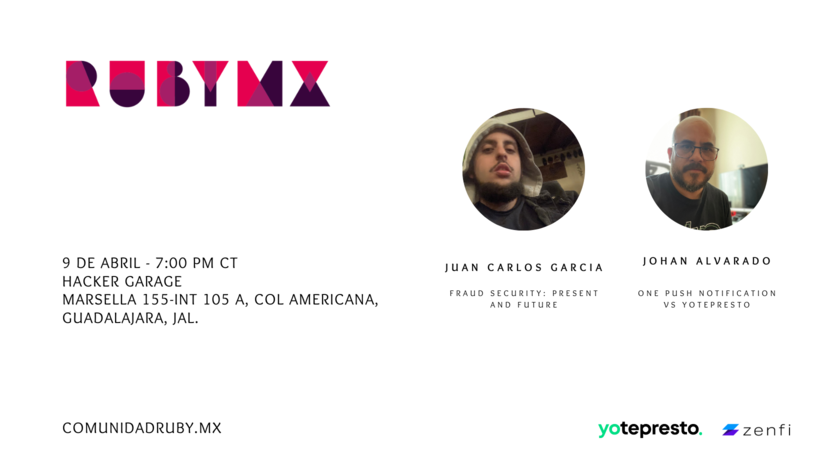 RUBYMX
9 DE ABRIL - 7:00 PM CT
HACKER GARAGE
MARSELLA 155-INT 105 A, COL AMERICANA,
GUADALAJARA, JAL.
JUAN CARLOS GARCIA
FRAUD SECURITY: PRESENT
AND FUTURE
JOHAN ALVARADO
ONE PUSH NOTIFICATION
VS YOTEPRESTO
COMUNIDADRUBY.MX
yotepresto.
zenfi